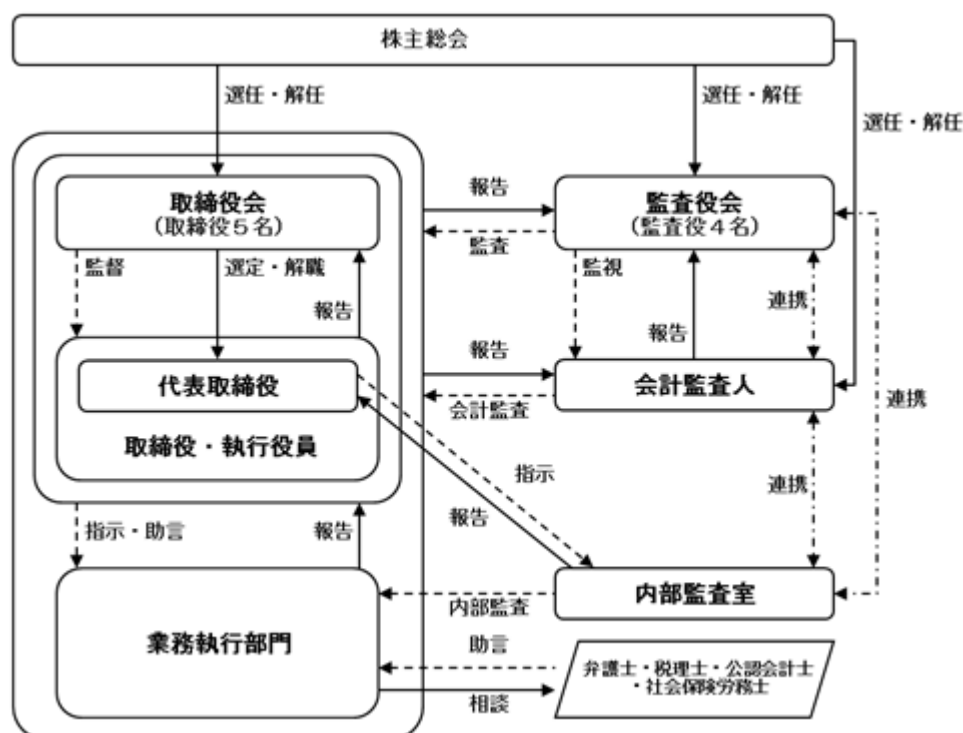 株主総会
選任・解任
選任・解任
選任・解任
取締役会
(取締役5名)
報告
監査
監査役会
(監査役4名)
監督
選定・解職
報告
監視
報告
連携
連携
報告
会計監査
代表取締役
取締役・執行役員
会計監査人
指示
報告
連携
指示・助言
報告
内部監査
内部監査室
業務執行部門
助言
相談
弁護士・税理士・公認会計士
・社会保険労務士